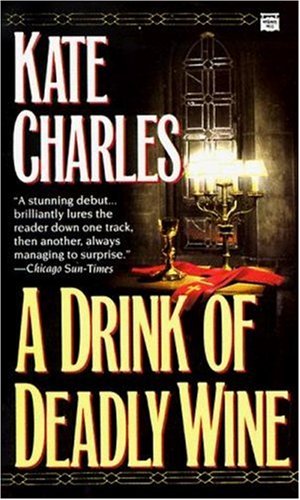 KATE
CHARLES
"A STUNNING DEBUT...
BRILLIANTLY LURES THE
READER DOWN ONE TRACK,
THEN ANOTHER, ALWAYS
MANAGING TO SURPRISE."
—Chicago Sun-Times
A DRINK OF
DEADLY WINE